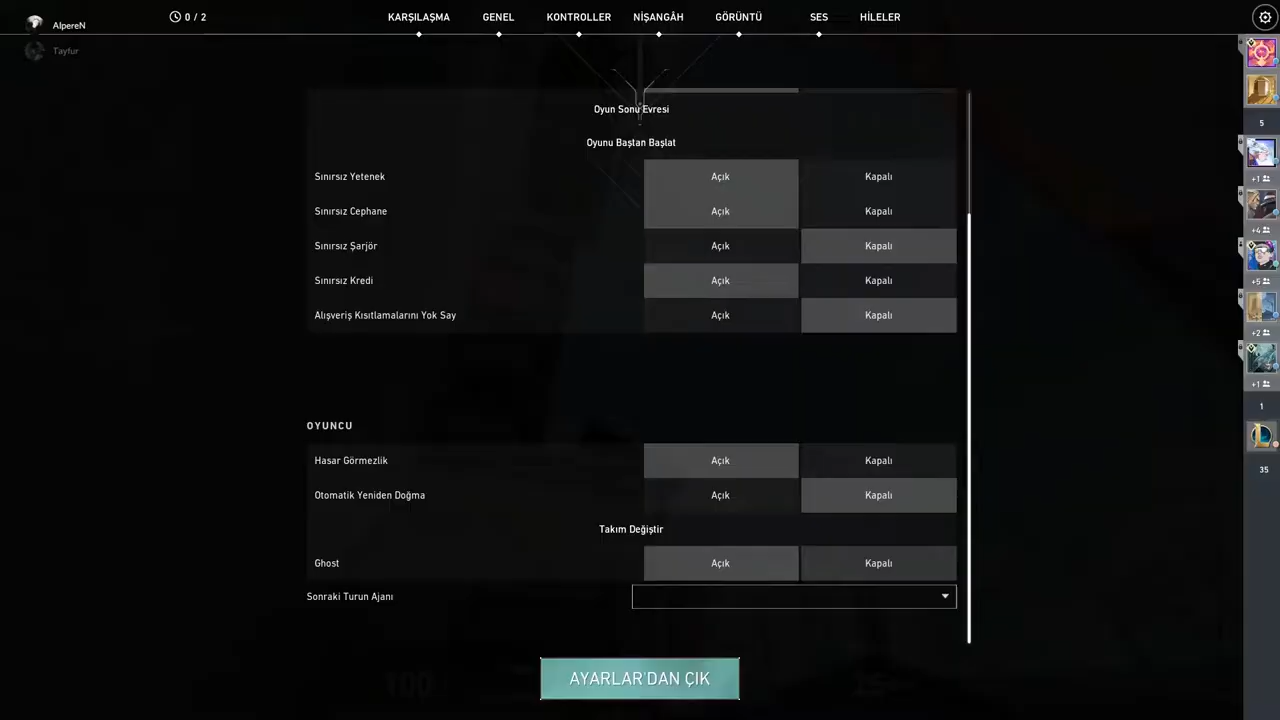 AlpereN
0 / 2
KARŞILAŞMA
GENEL
KONTROLLER
NİŞANGÂH
GÖRÜNTÜ
SES
HİLELER
Tayfur
Oyun Sonu Evresi
Oyunu Baştan Başlat
Sınırsız Yetenek Açık Kapalı
Sınırsız Cephane Açık Kapalı
Sınırsız Şarjör Açık Kapalı
Sınırsız Kredi Açık Kapalı
Alışveriş Kısıtlamalarını Yok Say Açık Kapalı
OYUNCU
Hasar Görmezlik Açık Kapalı
Otomatik Yeniden Doğma Açık Kapalı
Takım Değiştir
Ghost Açık Kapalı
Sonraki Turun Ajanı
AYARLAR'DAN ÇIK
100
5
+1
+4
+5
+2
+1
1
35